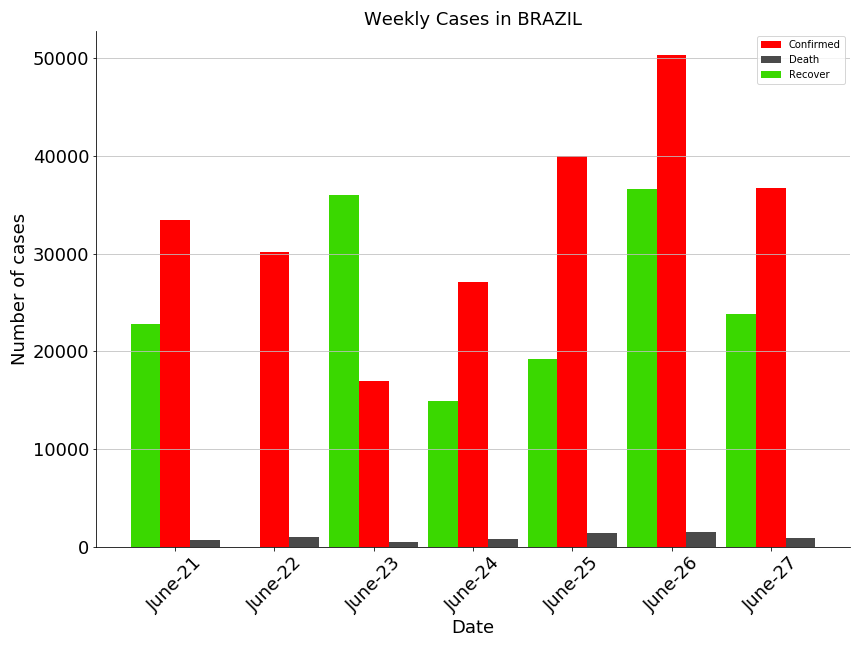 Weekly Cases in BRAZIL
Confirmed
Death
Recover
Number of cases
50000
40000
30000
20000
10000
0
June-21
June-22
June-23
June-24
June-25
June-26
June-27
Date